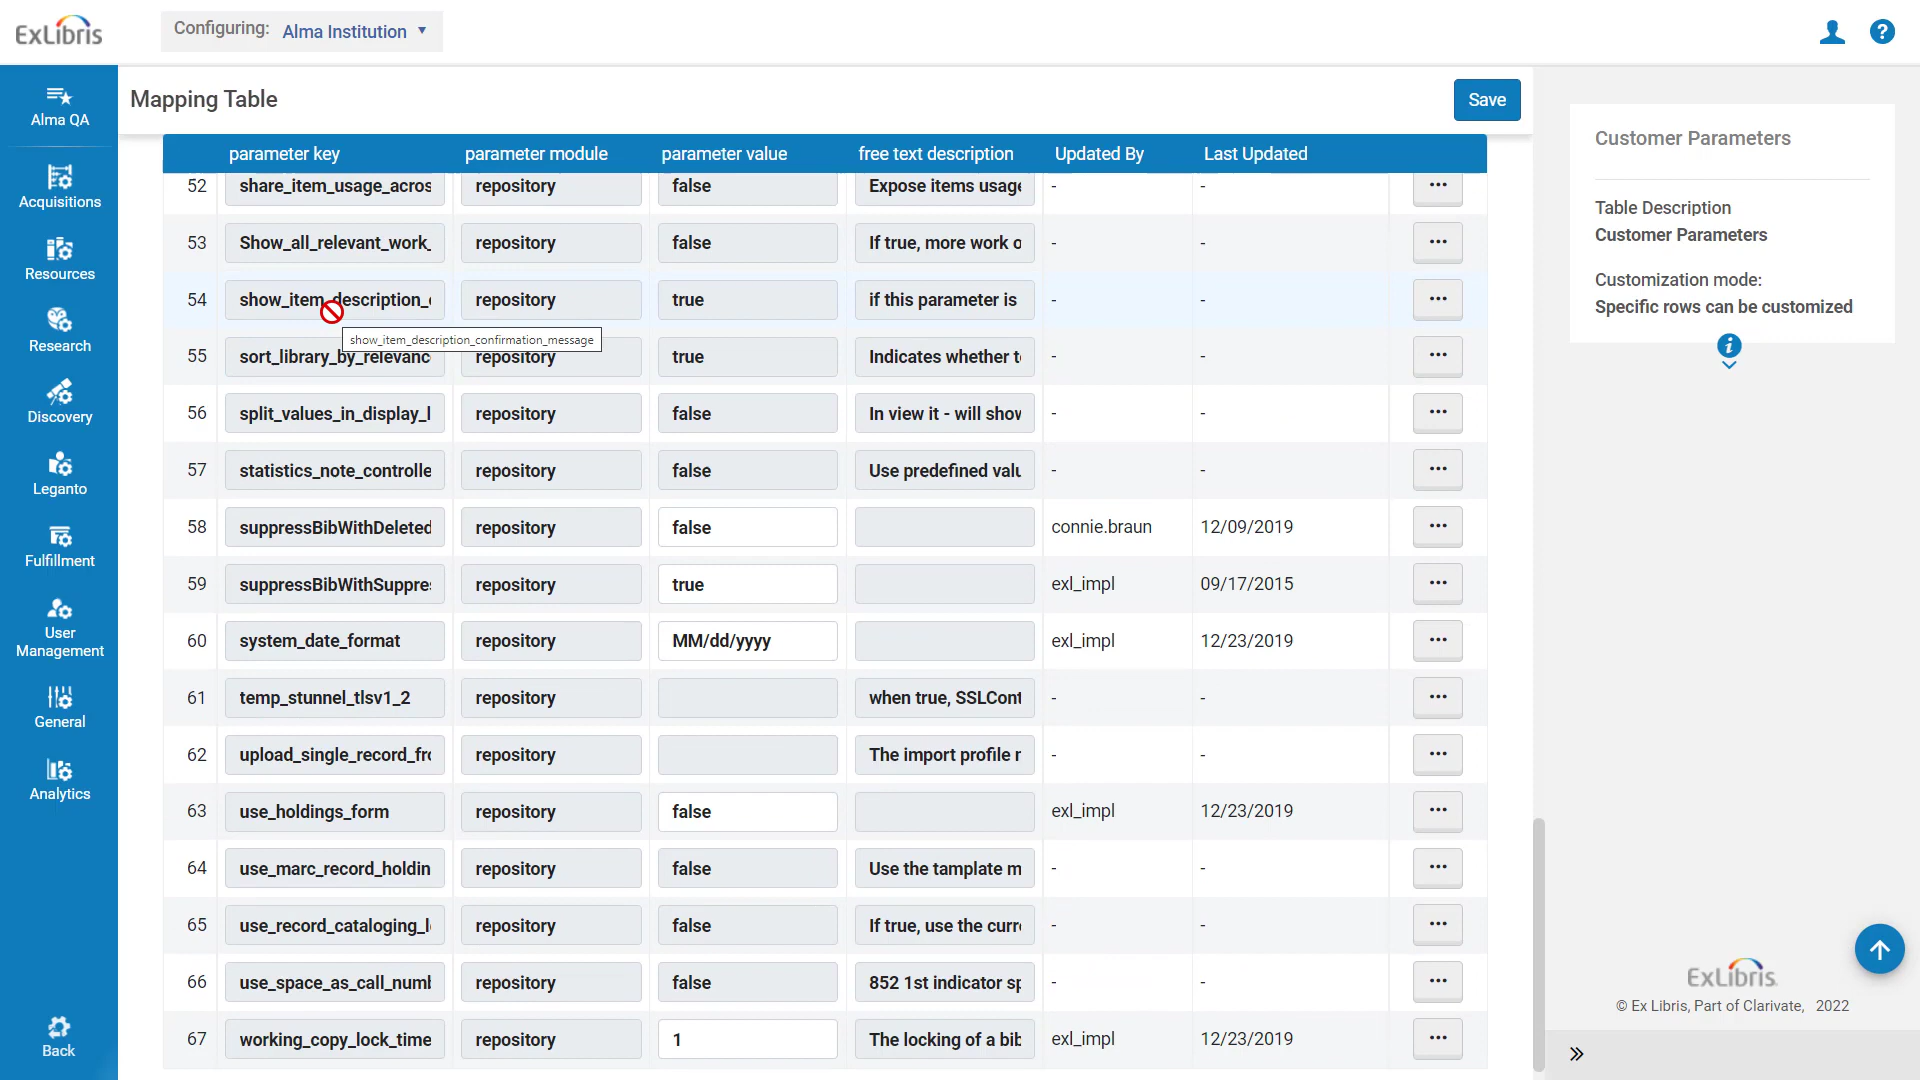 ExLibris
Configuring: Alma Institution
Alma QA
Acquisitions
Resources
Research
Discovery
Leganto
Fulfillment
User
Management
General
Analytics
Back
Mapping Table
Save
parameter key parameter module parameter value free text description Updated By Last Updated
52 share_item_usage_acros repository false Expose items usage - - ...
53 Show_all_relevant_work_ repository false If true, more work o - - ...
54 show_item_description_ repository true if this parameter is - - ...
show_item_description_confirmation_message
55 sort_library_by_relevance repository true Indicates whether t - - ...
56 split_values_in_display_l repository false In view it - will show - - ...
57 statistics_note_controlle repository false Use predefined valu - - ...
58 suppressBibWithDeleted repository false connie.braun 12/09/2019 ...
59 suppressBibWithSuppre repository true exl_impl 09/17/2015 ...
60 system_date_format repository MM/dd/yyyy exl_impl 12/23/2019 ...
61 temp_stunnel_tlsv1_2 repository when true, SSLCont - - ...
62 upload_single_record_fro repository The import profile r - - ...
63 use_holdings_form repository false exl_impl 12/23/2019 ...
64 use_marc_record_holdin repository false Use the tamplate m - - ...
65 use_record_cataloging_l repository false If true, use the curr - - ...
66 use_space_as_call_numb repository false 852 1st indicator sp - - ...
67 working_copy_lock_time repository 1 The locking of a bib exl_impl 12/23/2019 ...
Customer Parameters
Table Description
Customer Parameters
Customization mode:
Specific rows can be customized
ExLibris
© Ex Libris, Part of Clarivate, 2022